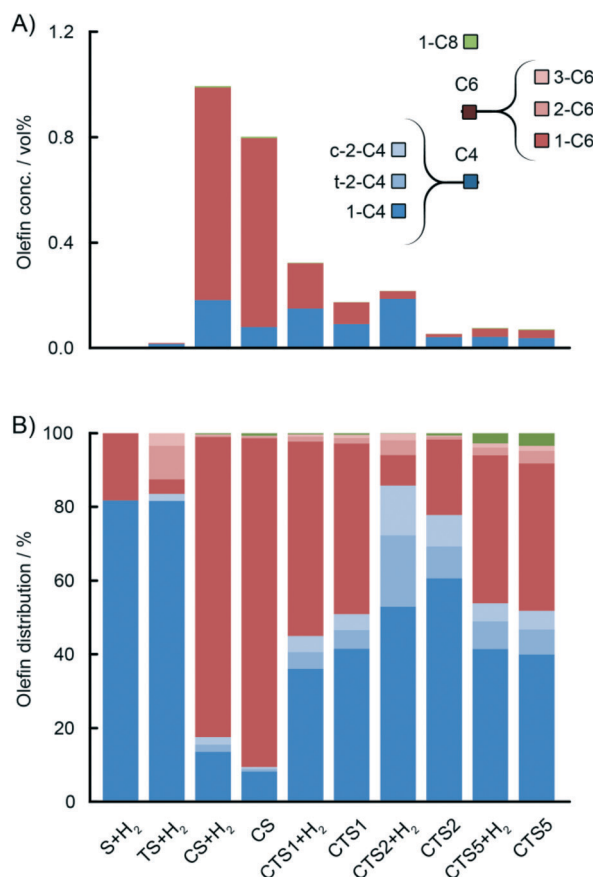 A)
1.2
0.8
0.4
0.0
Olefin conc. / vol%
1-C8
C6
3-C6
2-C6
1-C6
c-2-C4
t-2-C4
1-C4
C4
B)
100
80
60
40
20
0
Olefin distribution / %
S+H₂
TS+H₂
CS+H₂
CS
CTS1+H₂
CTS1
CTS2+H₂
CTS2
CTS5+H₂
CTS5